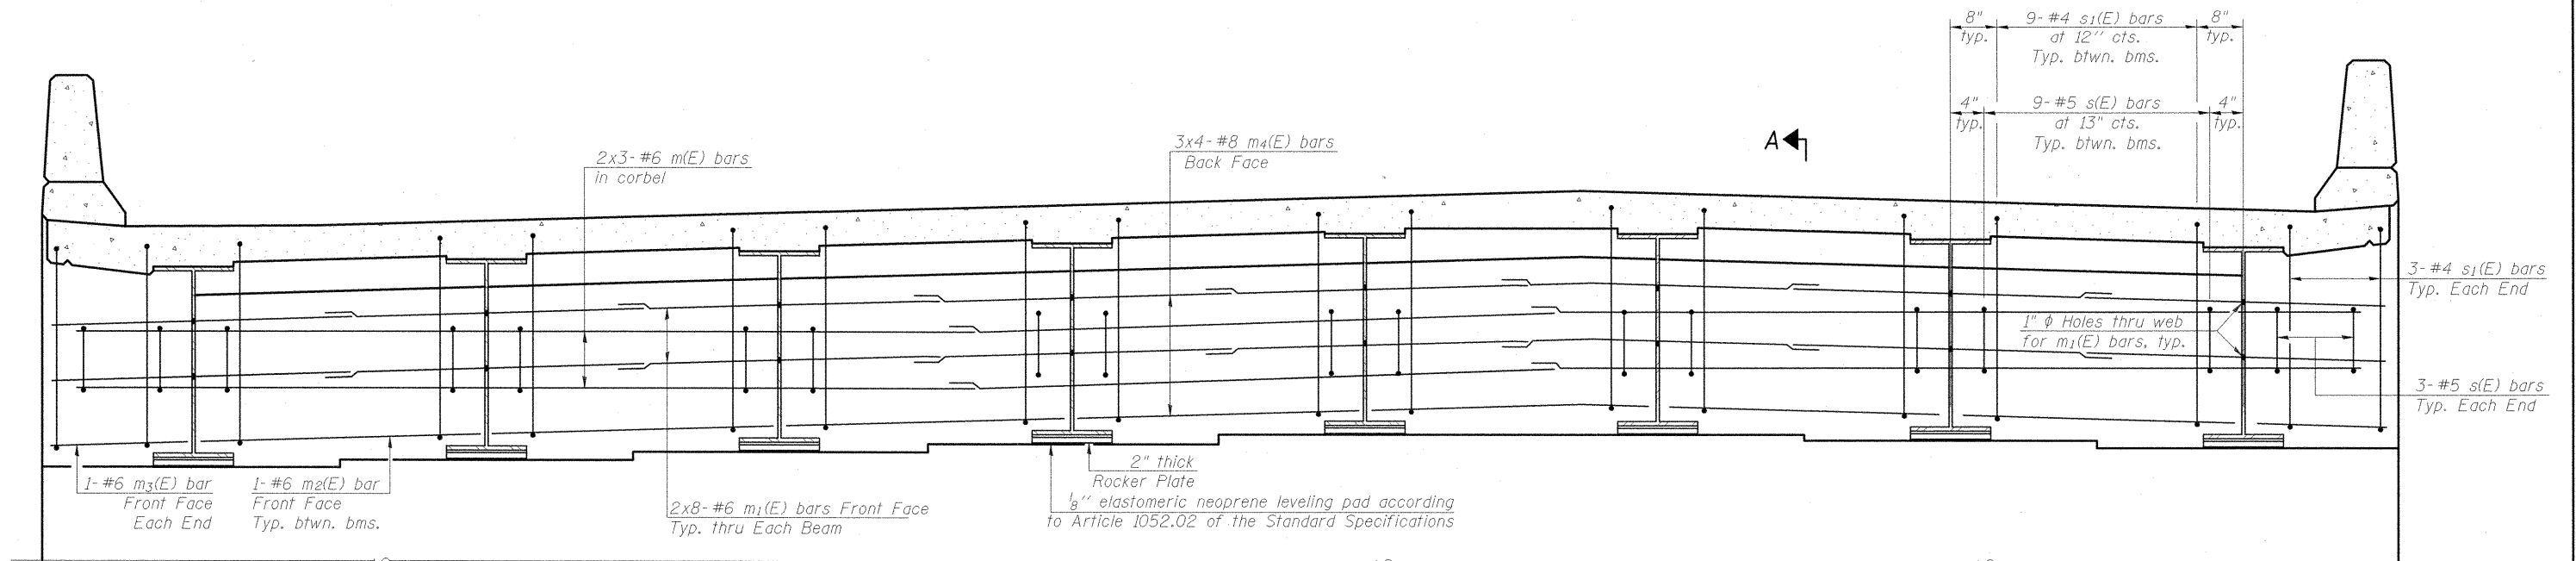 8" typ.
9-#4 s1(E) bars
at 12" cts.
Typ. btwn. bms.
8" typ.
4" typ.
9-#5 s(E) bars
at 13" cts.
Typ. btwn. bms.
4" typ.
A
3x4-#8 m4(E) bars
Back Face
2x3-#6 m(E) bars
in corbel
3-#4 s1(E) bars
Typ. Each End
1" ϕ Holes thru web
for m1(E) bars, typ.
3-#5 s(E) bars
Typ. Each End
1-#6 m3(E) bar
Front Face
Each End
1-#6 m2(E) bar
Front Face
Typ. btwn. bms.
2x8-#6 m1(E) bars Front Face
Typ. thru Each Beam
2" thick
Rocker Plate
1/8" elastomeric neoprene leveling pad according
to Article 1052.02 of the Standard Specifications